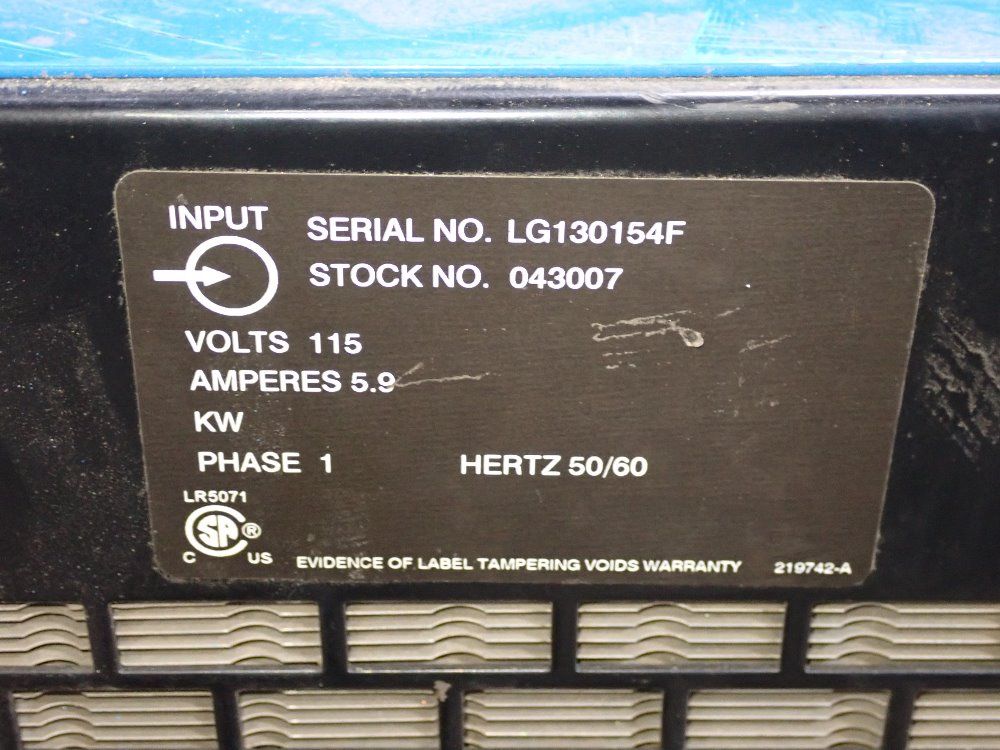 INPUT
SERIAL NO. LG130154F
STOCK NO. 043007
VOLTS 115
AMPERES 5.9
KW
PHASE 1 HERTZ 50/60
LR5071
SP ®
C US
EVIDENCE OF LABEL TAMPERING VOIDS WARRANTY 219742-A